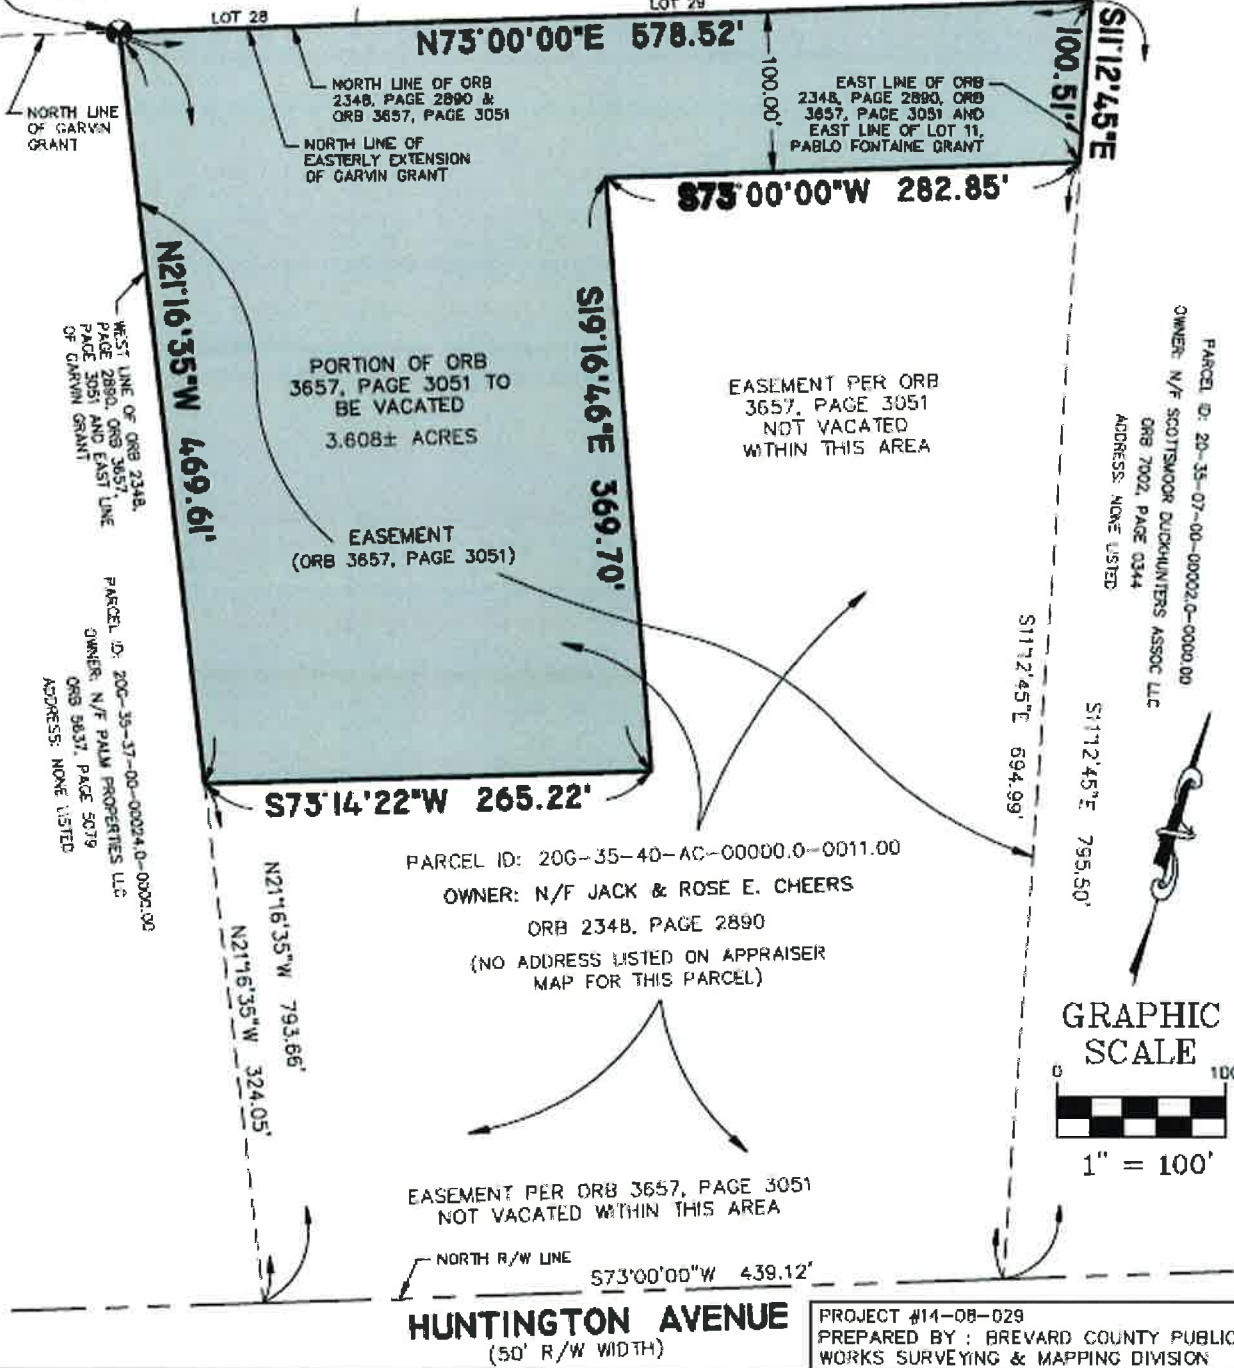 LOT 28
LOT 29
N73°00'00"E 578.52'
S11°12'45"E
100.51'
100.00'
NORTH LINE
OF GARVIN
GRANT
NORTH LINE OF ORB
2348, PAGE 2890 &
ORB 3657, PAGE 3051
NORTH LINE OF
EASTERLY EXTENSION
OF GARVIN GRANT
EAST LINE OF ORB
2348, PAGE 2890, ORB
3657, PAGE 3051 AND
EAST LINE OF LOT 11,
PABLO FONTAINE GRANT
S73°00'00"W 282.85'
N21°16'35"W 469.61'
WEST LINE OF ORB 2348,
PAGE 2890, ORB 3657,
PAGE 3051 AND EAST LINE
OF GARVIN GRANT
S19°16'46"E 369.70'
PORTION OF ORB
3657, PAGE 3051 TO
BE VACATED
3.608± ACRES
EASEMENT PER ORB
3657, PAGE 3051
NOT VACATED
WITHIN THIS AREA
PARCEL ID: 20-35-07-00-00002.0-0000.00
OWNER: N/F SCOTTSMOOR DUCKHUNTERS ASSOC LLC
ORB 7002, PAGE 0344
ADDRESS: NONE LISTED
EASEMENT
(ORB 3657, PAGE 3051)
PARCEL ID: 20G-35-37-00-00024.0-0000.00
OWNER: N/F PALM PROPERTIES LLC
ORB 5637, PAGE 5079
ADDRESS: NONE LISTED
S11°12'45"E 694.99'
S11°12'45"E 795.50'
S73°14'22"W 265.22'
PARCEL ID: 20G-35-40-AC-00000.0-0011.00
OWNER: N/F JACK & ROSE E. CHEERS
ORB 2348, PAGE 2890
(NO ADDRESS LISTED ON APPRAISER
MAP FOR THIS PARCEL)
N21°16'35"W 793.66'
N21°16'35"W 324.05'
GRAPHIC
SCALE
0 100
1" = 100'
EASEMENT PER ORB 3657, PAGE 3051
NOT VACATED WITHIN THIS AREA
NORTH R/W LINE
S73°00'00"W 439.12'
HUNTINGTON AVENUE
(50' R/W WIDTH)
PROJECT #14-08-029
PREPARED BY : BREVARD COUNTY PUBLIC
WORKS SURVEYING & MAPPING DIVISION